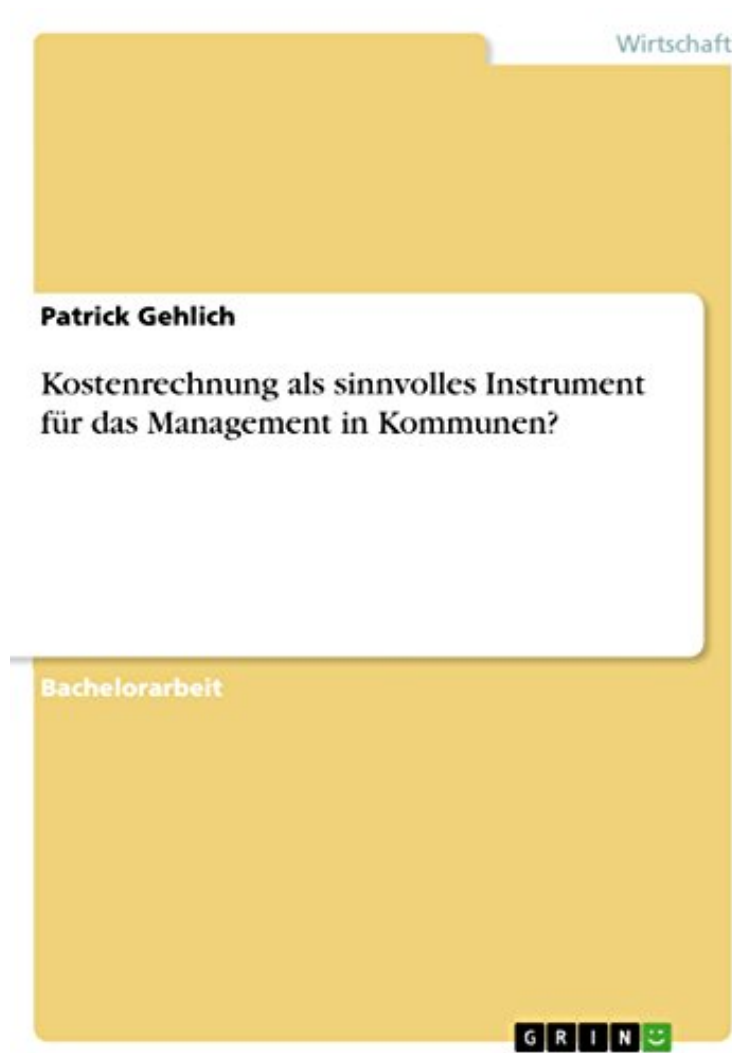 Wirtschaft
Patrick Gehlich
Kostenrechnung als sinnvolles Instrument
für das Management in Kommunen?
Bachelorarbeit
GRIN